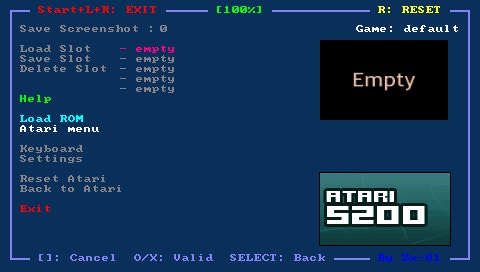 Start+L+R: EXIT [100%] R: RESET
Save Screenshot : 0 Game: default
Load Slot - empty
Save Slot - empty
Delete Slot - empty
- empty
- empty
Help
Empty
Load ROM
Atari menu
Keyboard
Settings
Reset Atari
Back to Atari
Exit
ATARI
5200
[]: Cancel O/X: Valid SELECT: Back By Zx-81